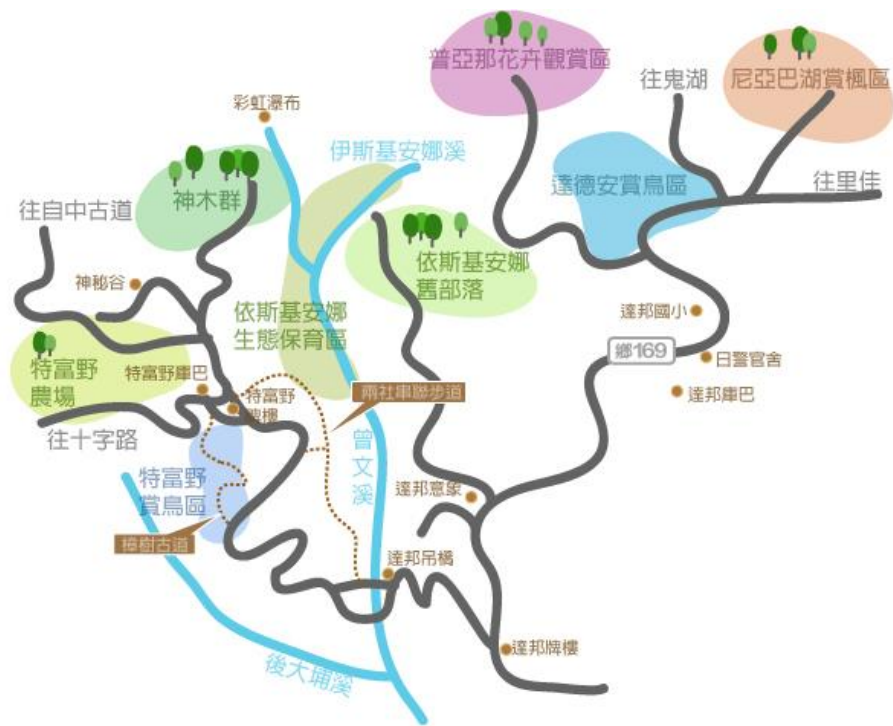 普亞那花卉觀賞區
往鬼湖
尼亞巴湖賞楓區
彩虹瀑布
伊斯基安娜溪
神木群
達德安賞鳥區
往里佳
往自中古道
依斯基安娜
舊部落
神秘谷
依斯基安娜
生態保育區
達邦國小
鄉169
日警官舍
特富野
農場
特富野庫巴
特富野
牌樓
兩社串聯步道
達邦庫巴
往十字路
曾文溪
特富野
賞鳥區
達邦意象
樟樹古道
達邦吊橋
達邦牌樓
後大埔溪